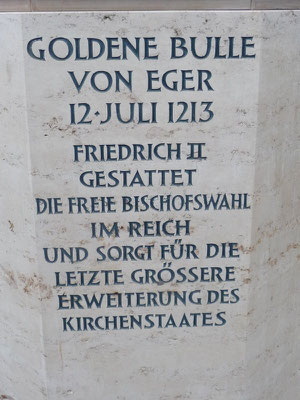 GOLDENE BULLE
VON EGER
12·JULI 1213
FRIEDRICH II
GESTATTET
DIE FREIE BISCHOFSWAHL
IM REICH
UND SORGT FÜR DIE
LETZTE GRÖSSERE
ERWEITERUNG DES
KIRCHENSTAATES